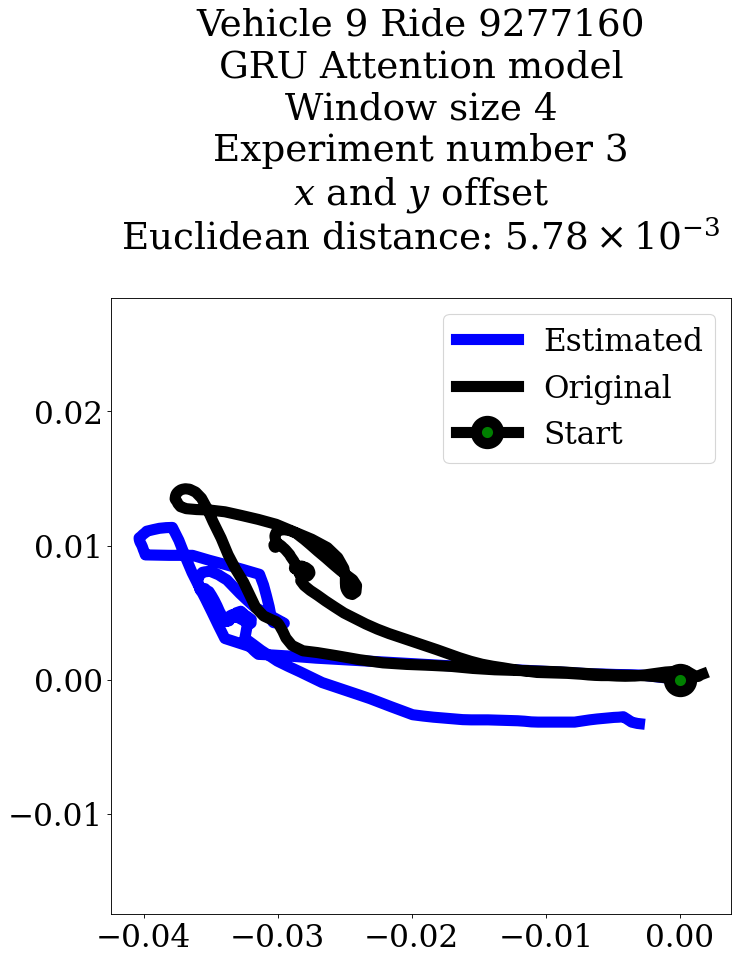 Vehicle 9 Ride 9277160
GRU Attention model
Window size 4
Experiment number 3
x and y offset
Euclidean distance: 5.78 × 10⁻³
Estimated
Original
Start
0.02
0.01
0.00
−0.01
−0.04 −0.03 −0.02 −0.01 0.00